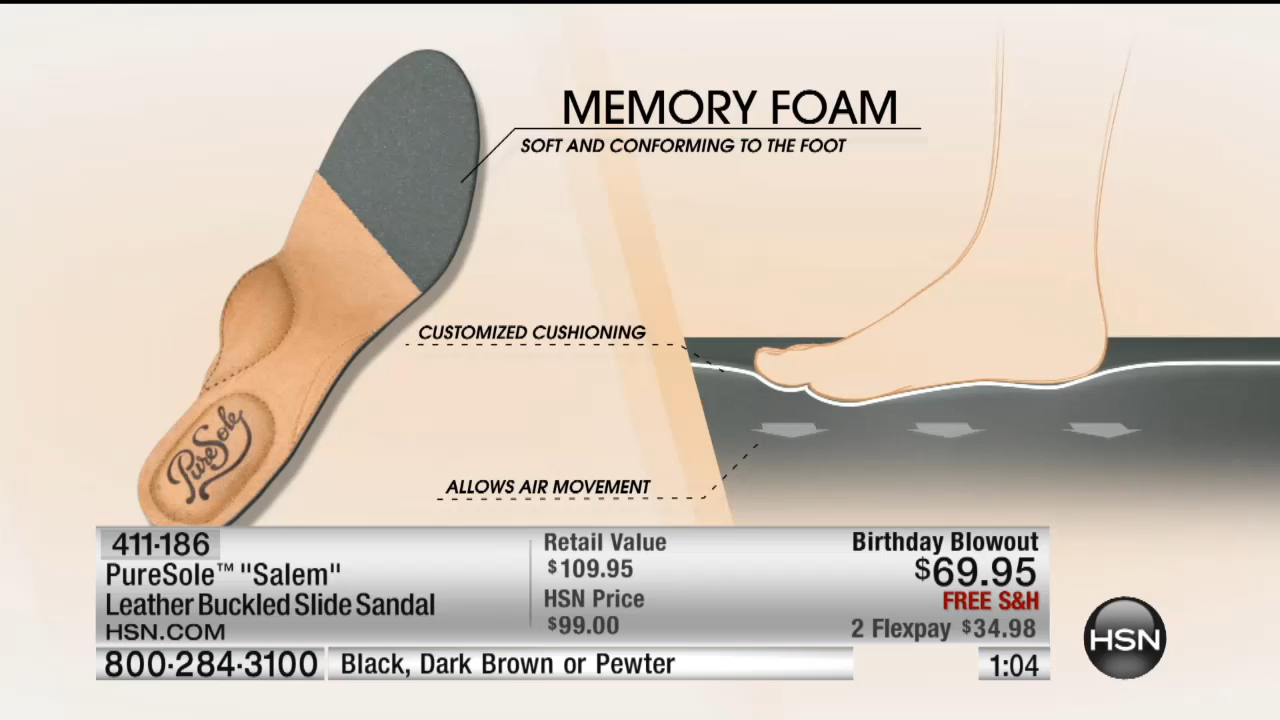 MEMORY FOAM
SOFT AND CONFORMING TO THE FOOT
CUSTOMIZED CUSHIONING
ALLOWS AIR MOVEMENT
PureSole
411-186
PureSole™ "Salem"
Leather Buckled Slide Sandal
HSN.COM
Retail Value
$109.95
HSN Price
$99.00
Birthday Blowout
$69.95
FREE S&H
2 Flexpay $34.98
800-284-3100
Black, Dark Brown or Pewter
1:04
HSN